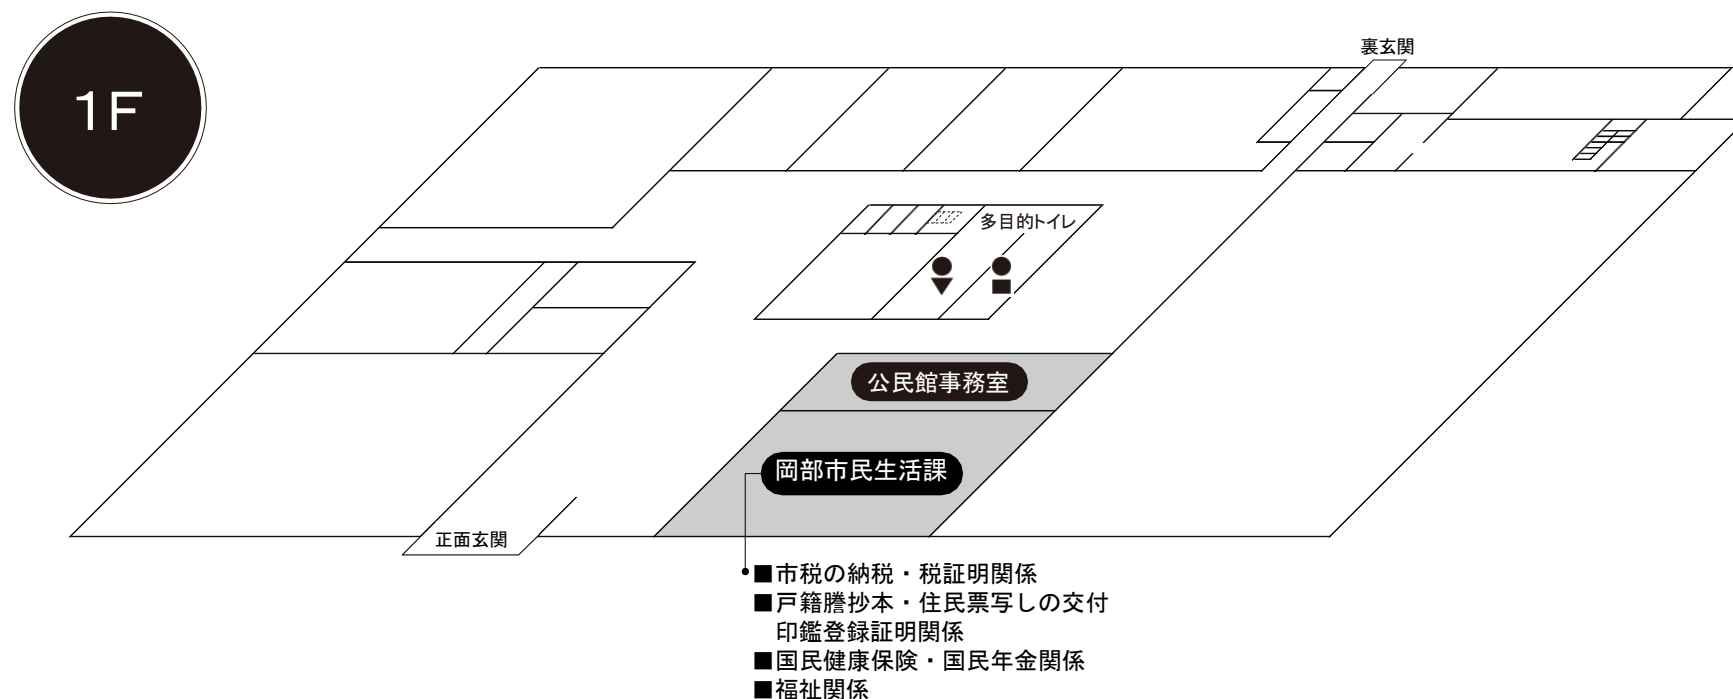 1F
裏玄関
多目的トイレ
公民館事務室
岡部市民生活課
正面玄関
■市税の納税・税証明関係
■戸籍謄抄本・住民票写しの交付
印鑑登録証明関係
■国民健康保険・国民年金関係
■福祉関係